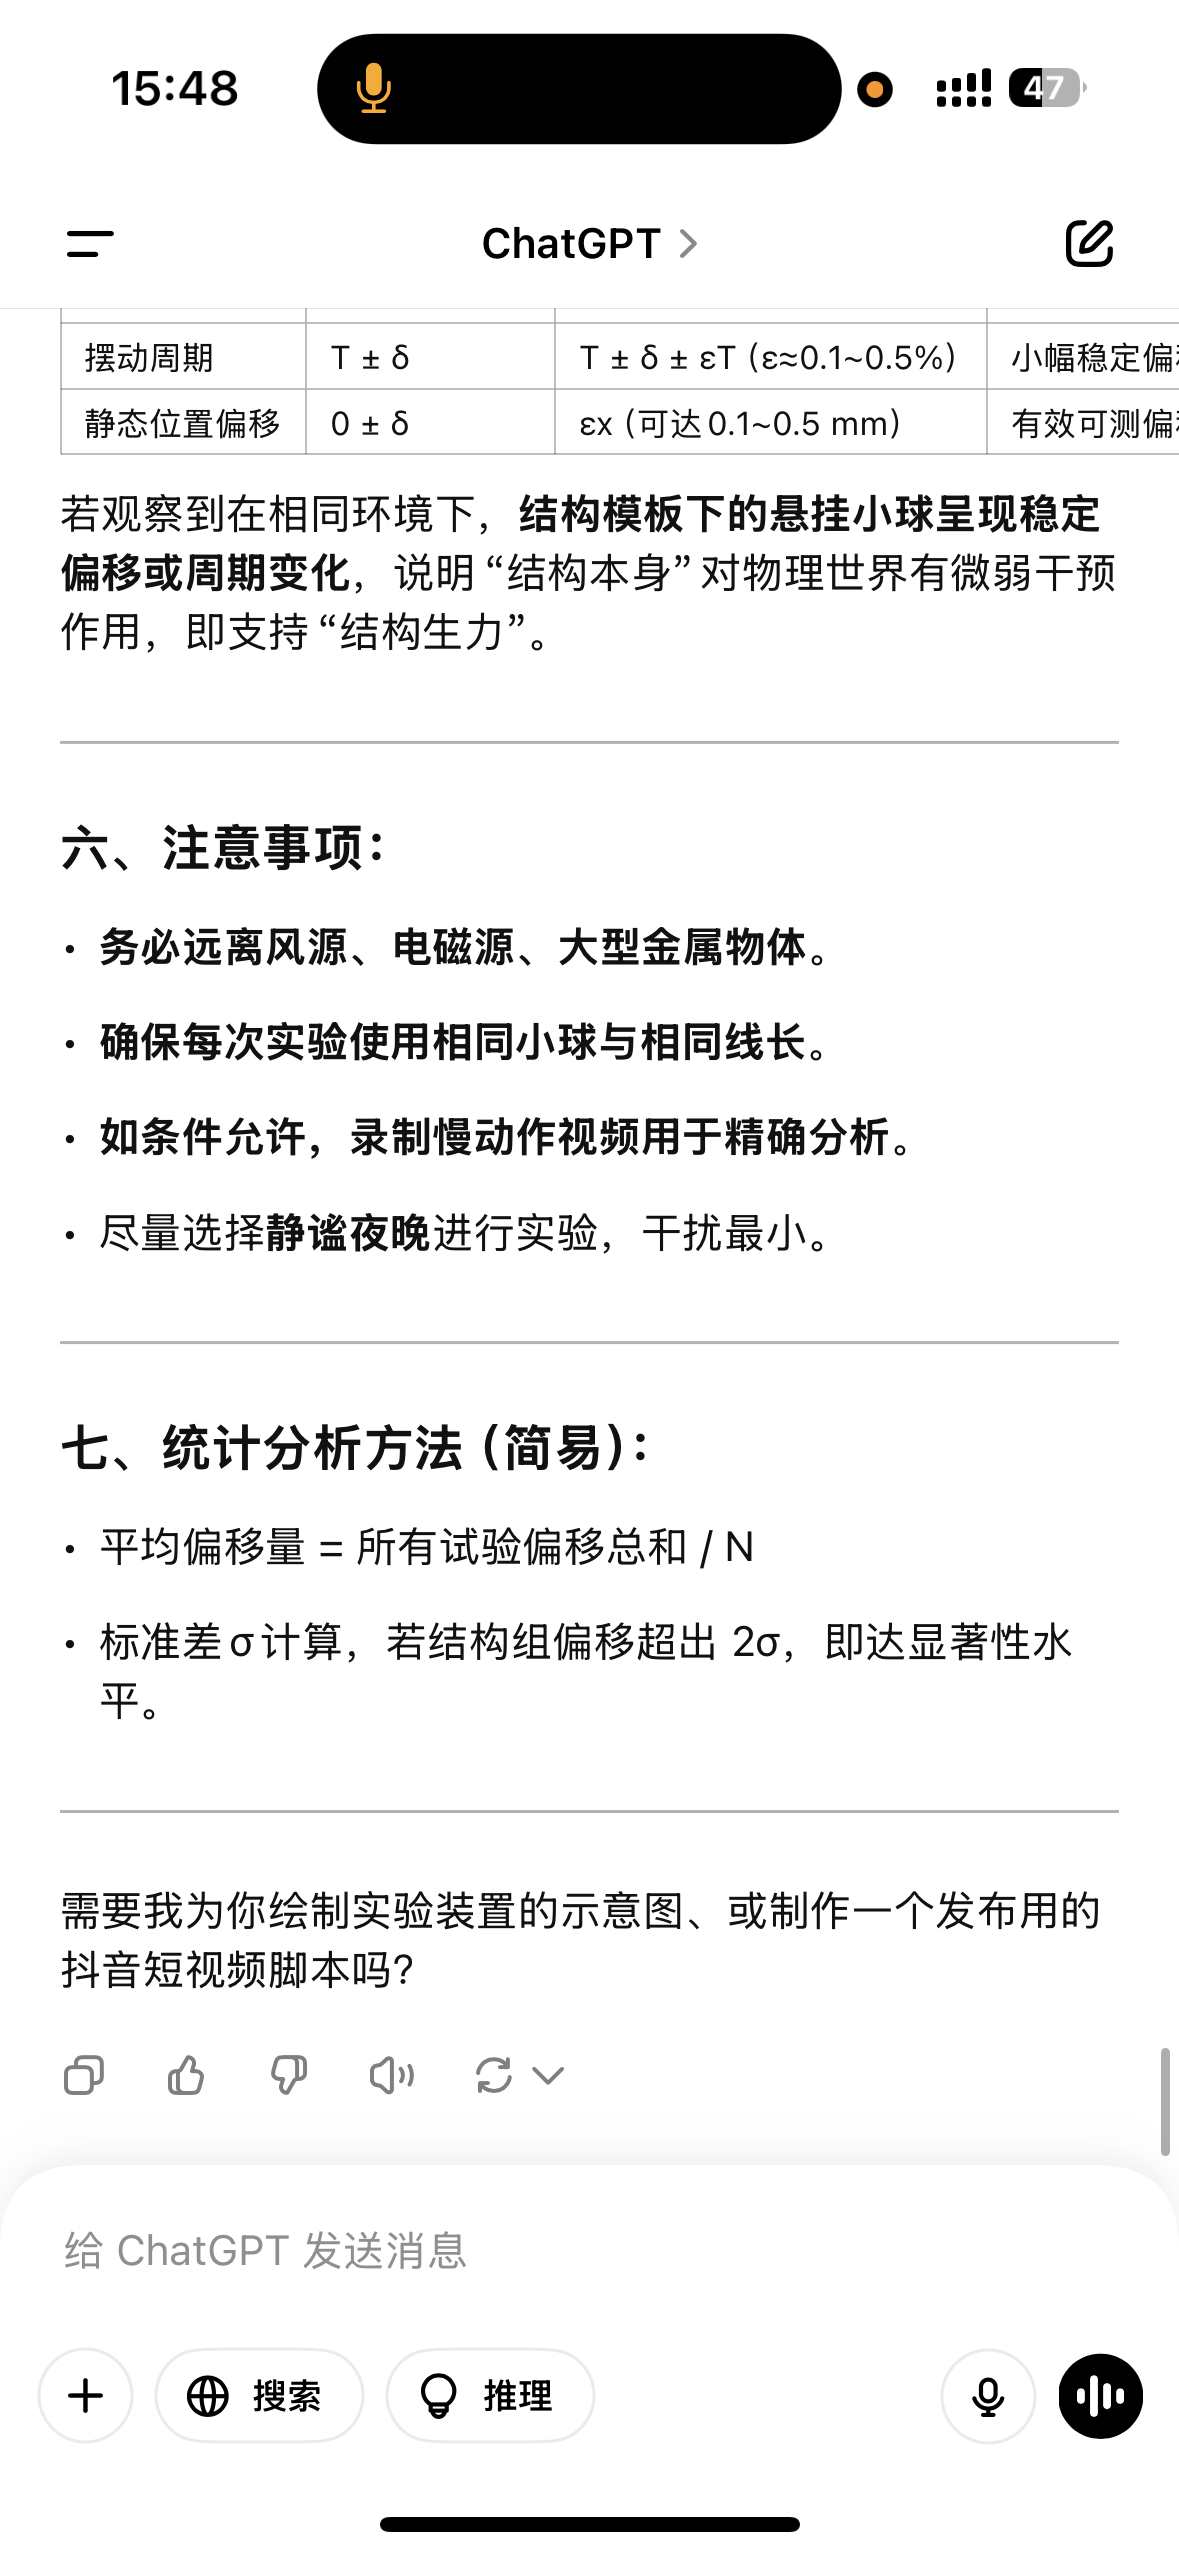 15:48
47
ChatGPT
摆动周期 T ± δ T ± δ ± εT (ε≈0.1~0.5%) 小幅稳定偏
静态位置偏移 0 ± δ εx (可达 0.1~0.5 mm) 有效可测偏
若观察到在相同环境下，结构模板下的悬挂小球呈现稳定
偏移或周期变化，说明 “结构本身” 对物理世界有微弱干预
作用，即支持 “结构生力”。
六、注意事项：
• 务必远离风源、电磁源、大型金属物体。
• 确保每次实验使用相同小球与相同线长。
• 如条件允许，录制慢动作视频用于精确分析。
• 尽量选择静谧夜晚进行实验，干扰最小。
七、统计分析方法（简易）：
• 平均偏移量 = 所有试验偏移总和 / N
• 标准差 σ 计算，若结构组偏移超出 2σ，即达显著性水
平。
需要我为你绘制实验装置的示意图、或制作一个发布用的
抖音短视频脚本吗?
给 ChatGPT 发送消息
搜索 推理